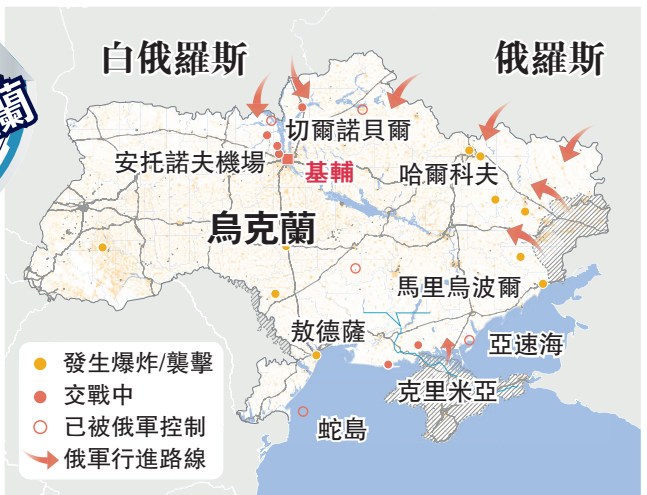 白俄羅斯
俄羅斯
蘭
切爾諾貝爾
安托諾夫機場
基輔
哈爾科夫
烏克蘭
馬里烏波爾
敖德薩
亞速海
克里米亞
蛇島
發生爆炸/襲擊
交戰中
已被俄軍控制
俄軍行進路線